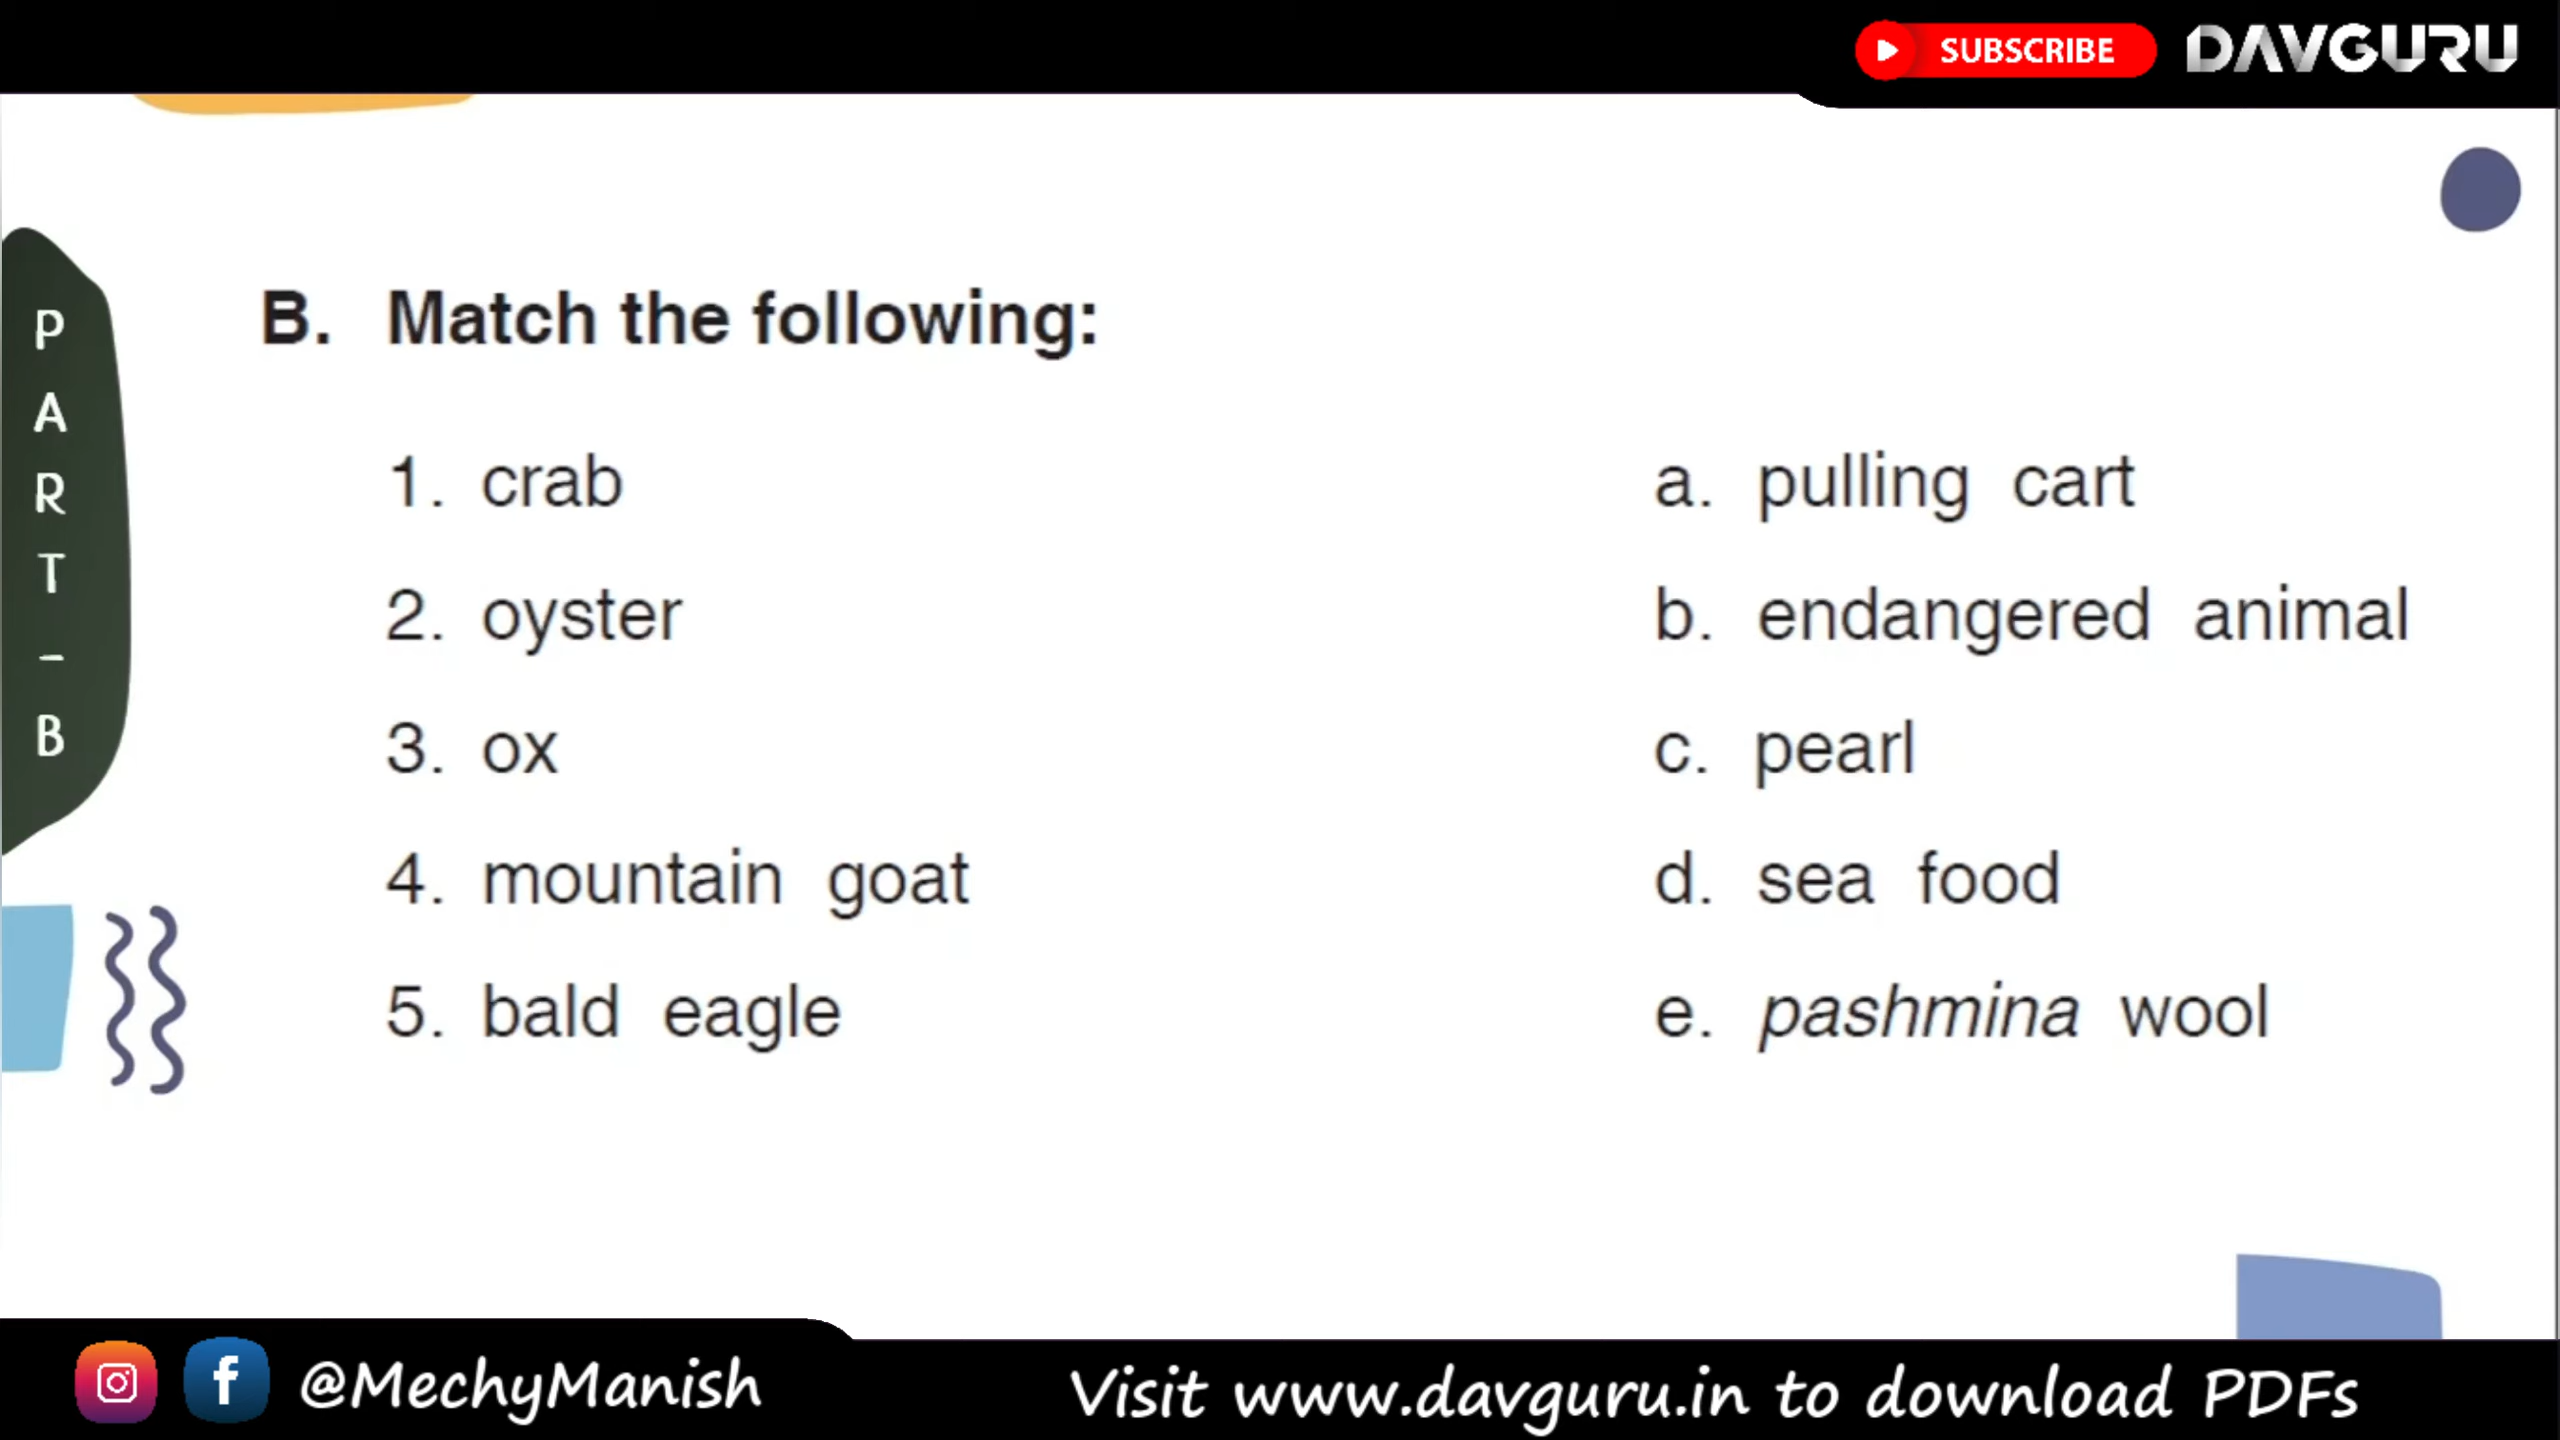 SUBSCRIBE DAVGURU
PART-B
B. Match the following:
1. crab a. pulling cart
2. oyster b. endangered animal
3. ox c. pearl
4. mountain goat d. sea food
5. bald eagle e. pashmina wool
@MechyManish Visit www.davguru.in to download PDFs